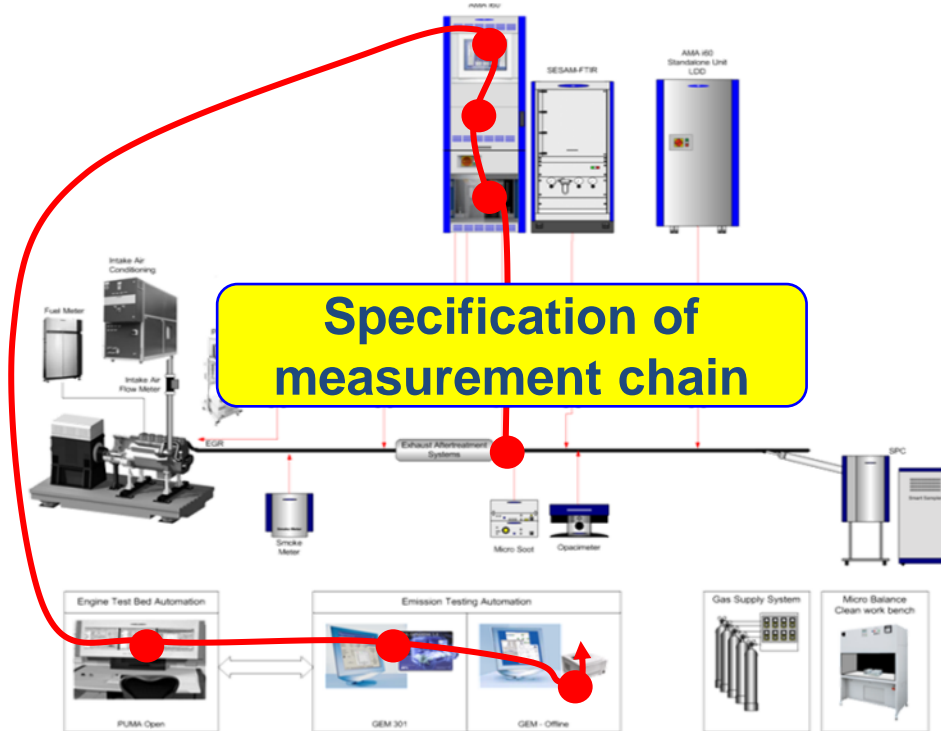 AMA i60
SESAM-FTIR
AMA i60
Standalone Unit
LDD
Intake Air
Conditioning
Fuel Meter
Specification of
measurement chain
Intake Air
Flow Meter
EGR
Exhaust Aftertreatment
Systems
SPC
Smart Sampler
Smoke
Meter
Micro Soot
Opacimeter
Engine Test Bed Automation
Emission Testing Automation
Gas Supply System
Micro Balance
Clean work bench
PUMA Open
GEM 301
GEM - Offline